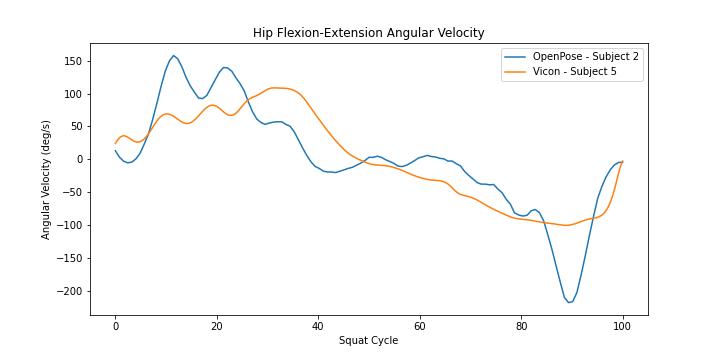 Hip Flexion-Extension Angular Velocity
OpenPose - Subject 2
Vicon - Subject 5
Angular Velocity (deg/s)
150
100
50
0
−50
−100
−150
−200
0 20 40 60 80 100
Squat Cycle